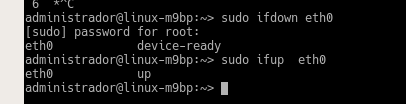 6  *^C
administrador@linux-m9bp:~> sudo ifdown eth0
[sudo] password for root:
eth0            device-ready
administrador@linux-m9bp:~> sudo ifup  eth0
eth0            up
administrador@linux-m9bp:~>